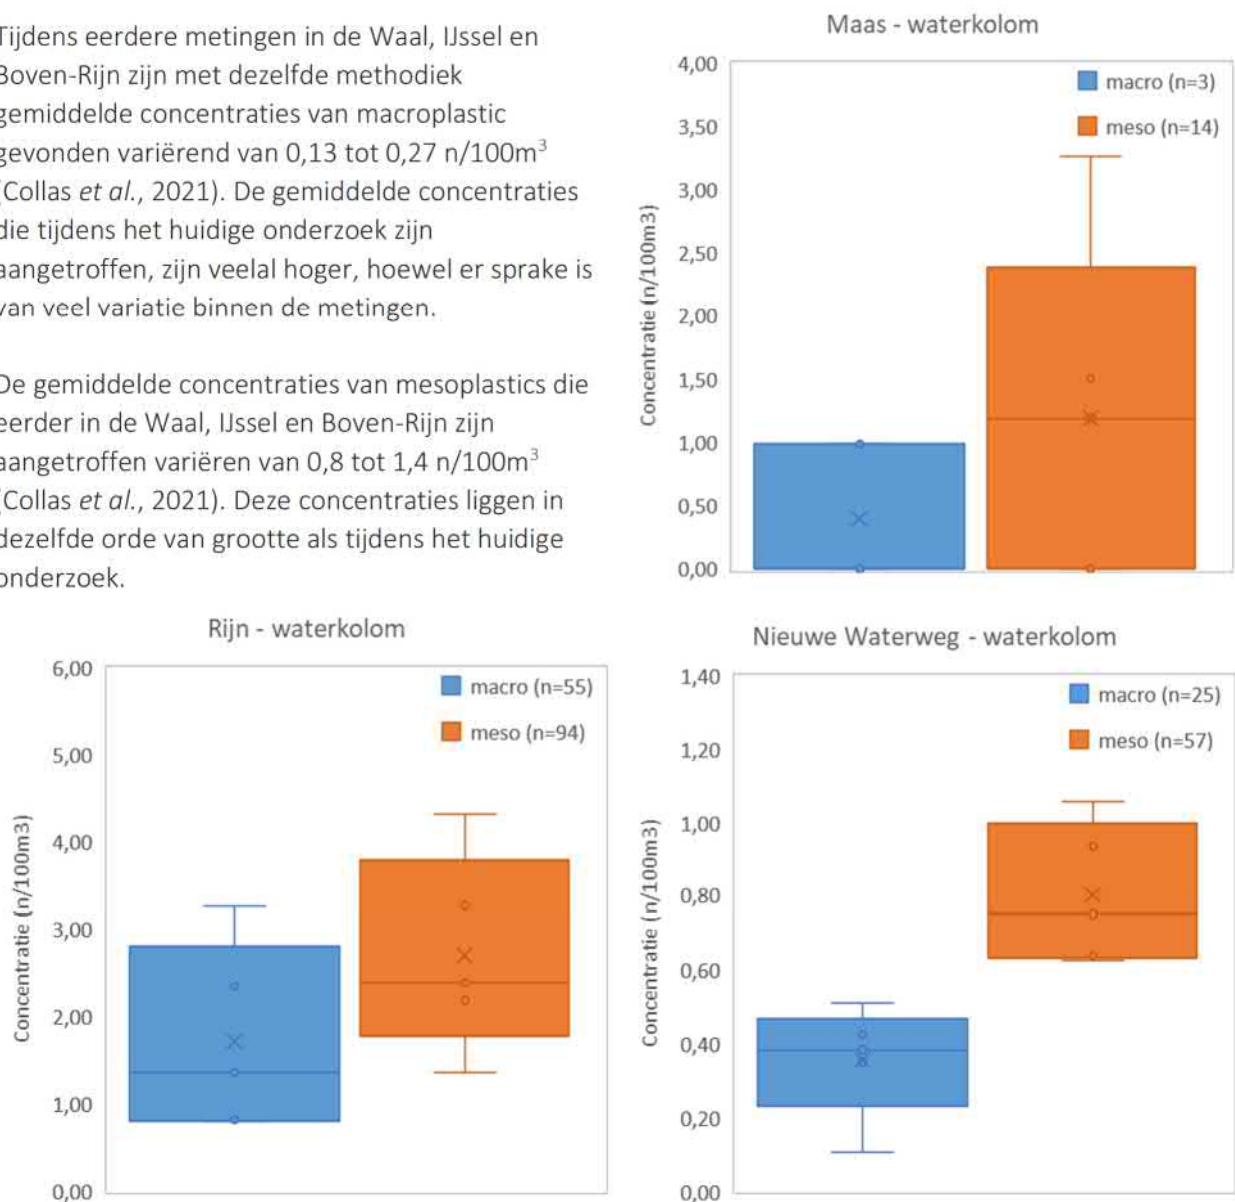 Tijdens eerdere metingen in de Waal, IJssel en
Boven-Rijn zijn met dezelfde methodiek
gemiddelde concentraties van macroplastic
gevonden variërend van 0,13 tot 0,27 n/100m³
(Collas et al., 2021). De gemiddelde concentraties
die tijdens het huidige onderzoek zijn
aangetroffen, zijn veelal hoger, hoewel er sprake is
van veel variatie binnen de metingen.
De gemiddelde concentraties van mesoplastics die
eerder in de Waal, IJssel en Boven-Rijn zijn
aangetroffen variëren van 0,8 tot 1,4 n/100m³
(Collas et al., 2021). Deze concentraties liggen in
dezelfde orde van grootte als tijdens het huidige
onderzoek.
Maas - waterkolom
Concentratie (n/100m3)
4,00
3,50
3,00
2,50
2,00
1,50
1,00
0,50
0,00
macro (n=3)
meso (n=14)
Rijn - waterkolom
Concentratie (n/100m3)
6,00
5,00
4,00
3,00
2,00
1,00
0,00
macro (n=55)
meso (n=94)
Nieuwe Waterweg - waterkolom
Concentratie (n/100m3)
1,40
1,20
1,00
0,80
0,60
0,40
0,20
0,00
macro (n=25)
meso (n=57)